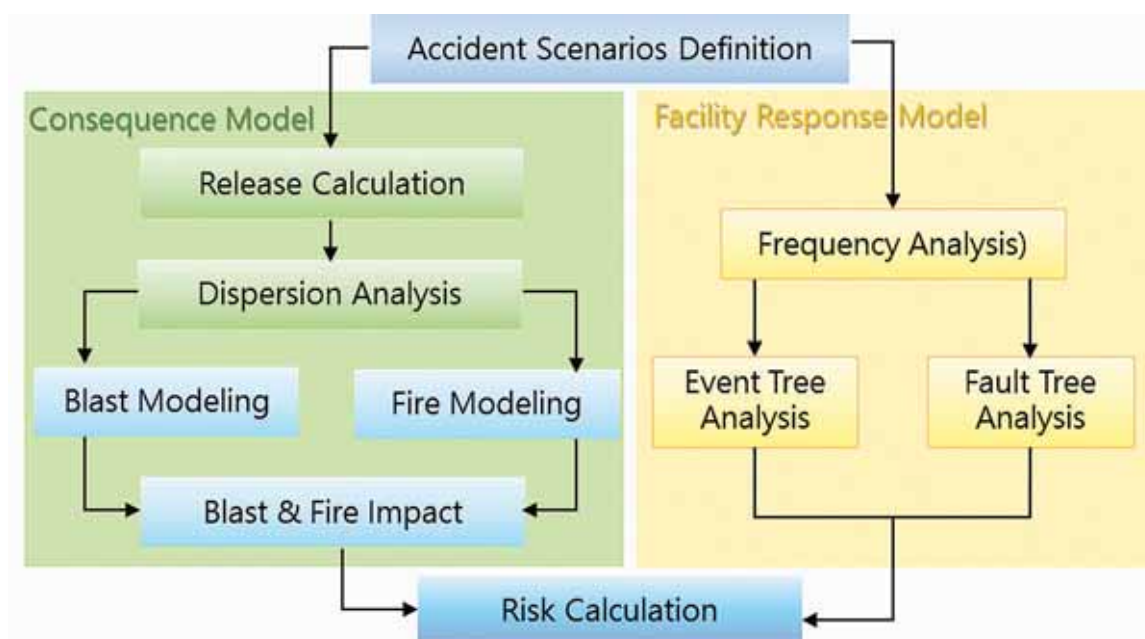 Accident Scenarios Definition
Consequence Model
Facility Response Model
Release Calculation
Frequency Analysis)
Dispersion Analysis
Blast Modeling
Fire Modeling
Event Tree
Analysis
Fault Tree
Analysis
Blast & Fire Impact
Risk Calculation